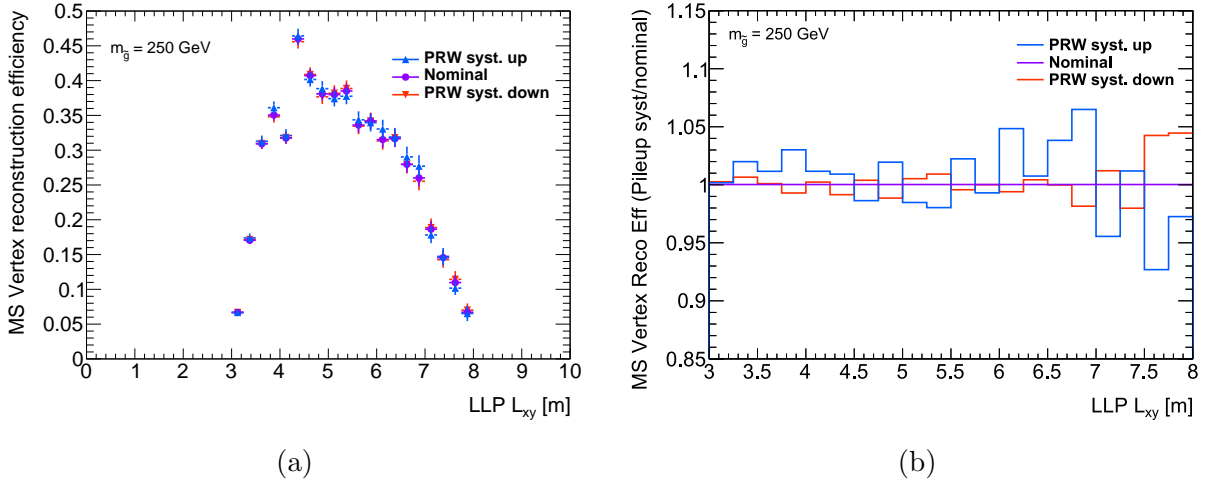 MS Vertex reconstruction efficiency
0.5
0.45
0.4
0.35
0.3
0.25
0.2
0.15
0.1
0.05
0
m_g̃ = 250 GeV
PRW syst. up
Nominal
PRW syst. down
0 1 2 3 4 5 6 7 8 9 10
LLP L_xy [m]
(a)
MS Vertex Reco Eff (Pileup syst/nominal)
1.15
1.1
1.05
1
0.95
0.9
0.85
m_g̃ = 250 GeV
PRW syst. up
Nominal
PRW syst. down
3 3.5 4 4.5 5 5.5 6 6.5 7 7.5 8
LLP L_xy [m]
(b)